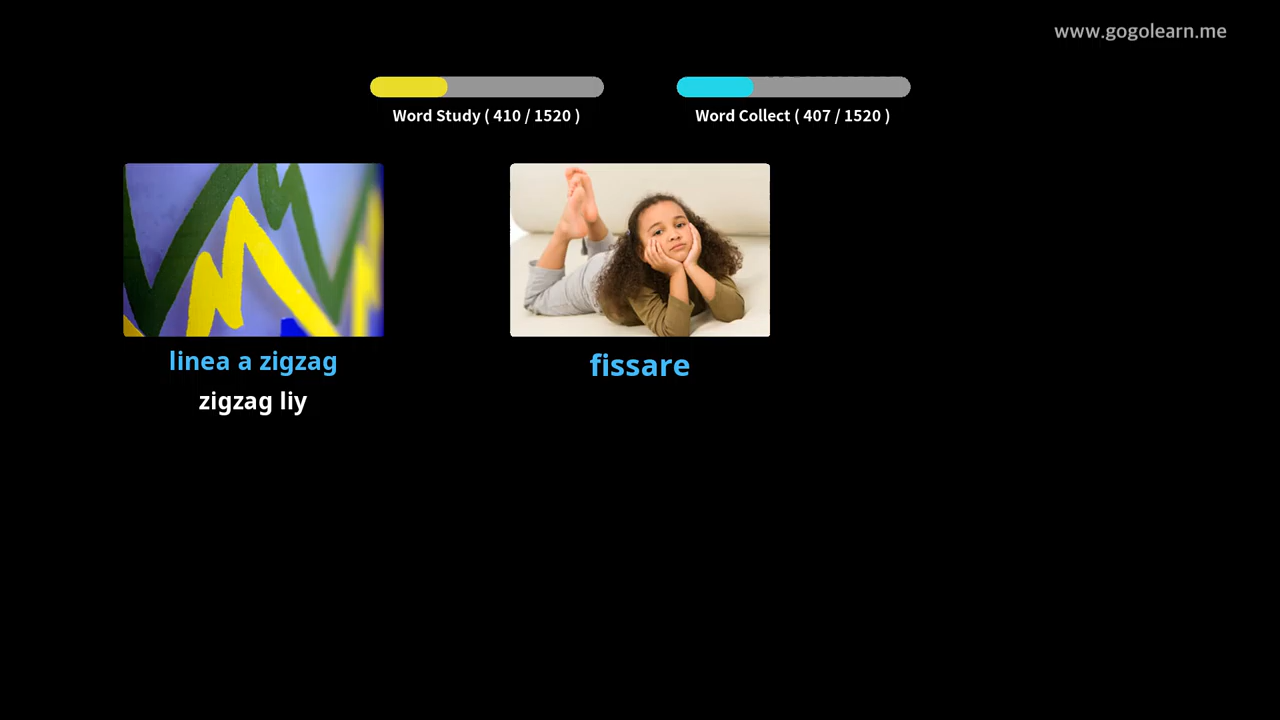 www.gogolearn.me
Word Study ( 410 / 1520 )
Word Collect ( 407 / 1520 )
linea a zigzag
zigzag liy
fissare